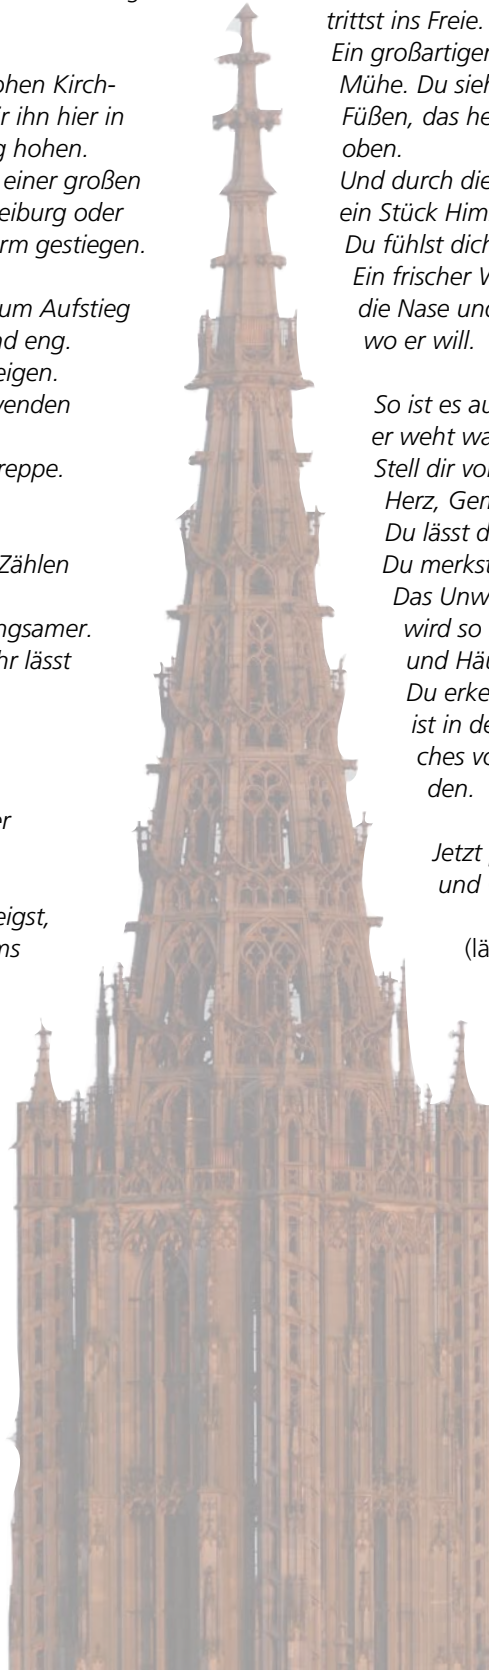 ohen Kirch-
r ihn hier in
g hohen.
einer großen
eiburg oder
rm gestiegen.
um Aufstieg
nd eng.
eigen.
venden
reppe.
Zählen
ngsamer.
hr lässt
er
eigst,
ms
trittst ins Freie.
Ein großartiger
Mühe. Du sieh
Füßen, das he
oben.
Und durch die
ein Stück Him
Du fühlst dich
Ein frischer W
die Nase und
wo er will.
So ist es au
er weht wa
Stell dir vor
Herz, Gem
Du lässt d
Du merkst
Das Unw
wird so
und Häu
Du erke
ist in de
ches vo
den.
Jetzt
und
(lä